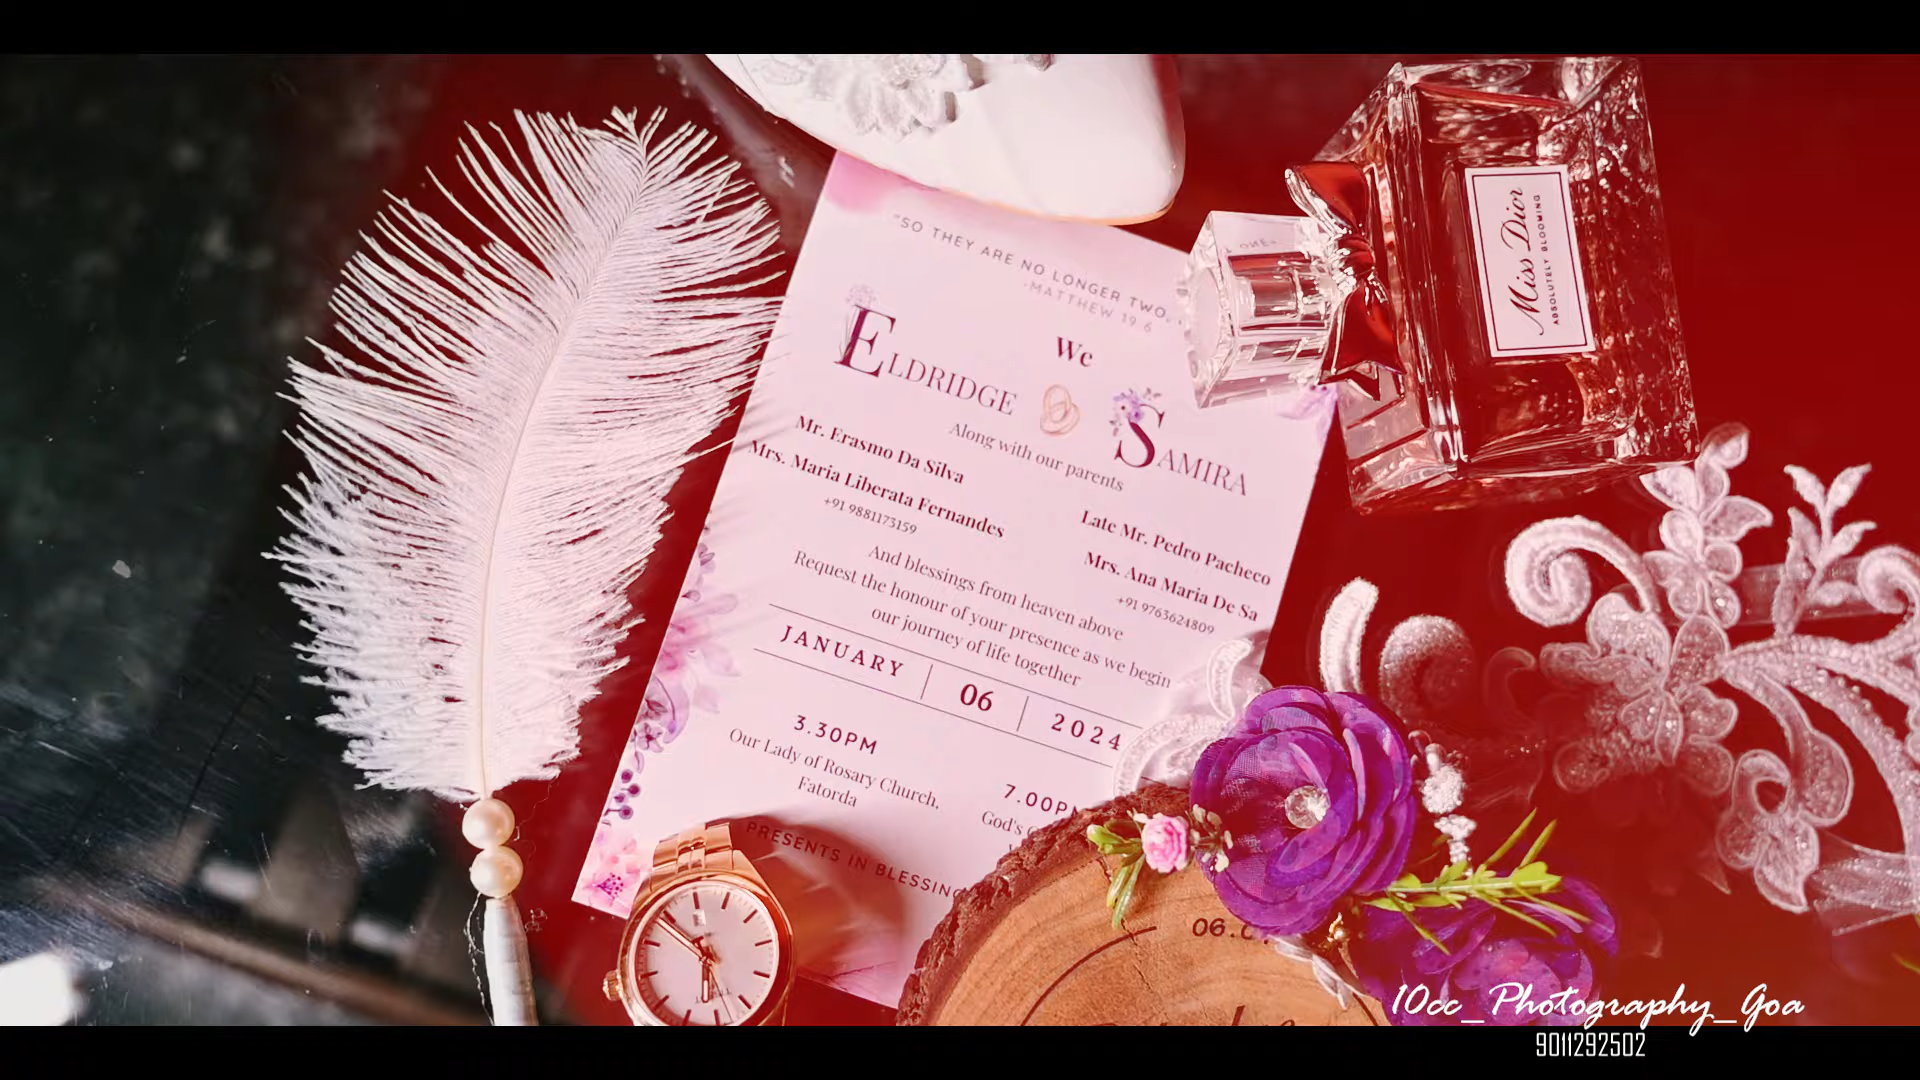 "SO THEY ARE NO LONGER TWO,
-MATTHEW 19 6
We
ELDRIDGE
SAMIRA
Along with our parents
Mr. Erasmo Da Silva
Mrs. Maria Liberata Fernandes
+91 9881173159
Late Mr. Pedro Pacheco
Mrs. Ana Maria De Sa
+91 9763624809
And blessings from heaven above
Request the honour of your presence as we begin
our journey of life together
JANUARY 06 2024
3.30PM
Our Lady of Rosary Church,
Fatorda
7.00PM
God's
PRESENTS IN BLESSING
Miss Dior
ABSOLUTELY BLOOMING
06.
10cc_Photography_Goa
9011292502